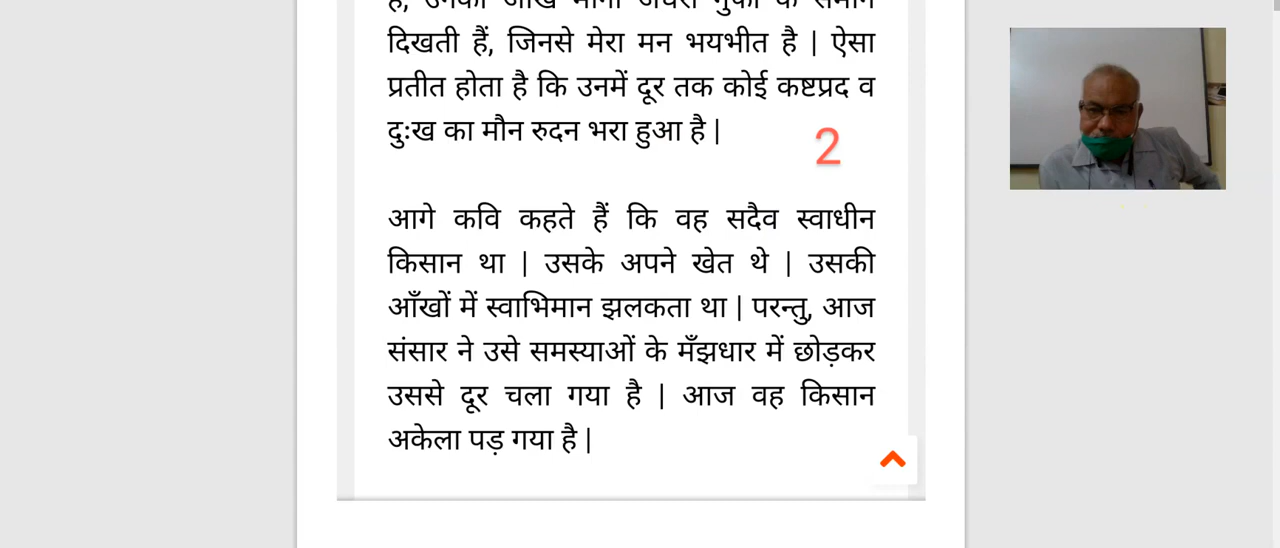 दिखती हैं, जिनसे मेरा मन भयभीत है | ऐसा
प्रतीत होता है कि उनमें दूर तक कोई कष्टप्रद व
दुःख का मौन रुदन भरा हुआ है |
2
आगे कवि कहते हैं कि वह सदैव स्वाधीन
किसान था | उसके अपने खेत थे | उसकी
आँखों में स्वाभिमान झलकता था | परन्तु, आज
संसार ने उसे समस्याओं के मँझधार में छोड़कर
उससे दूर चला गया है | आज वह किसान
अकेला पड़ गया है |